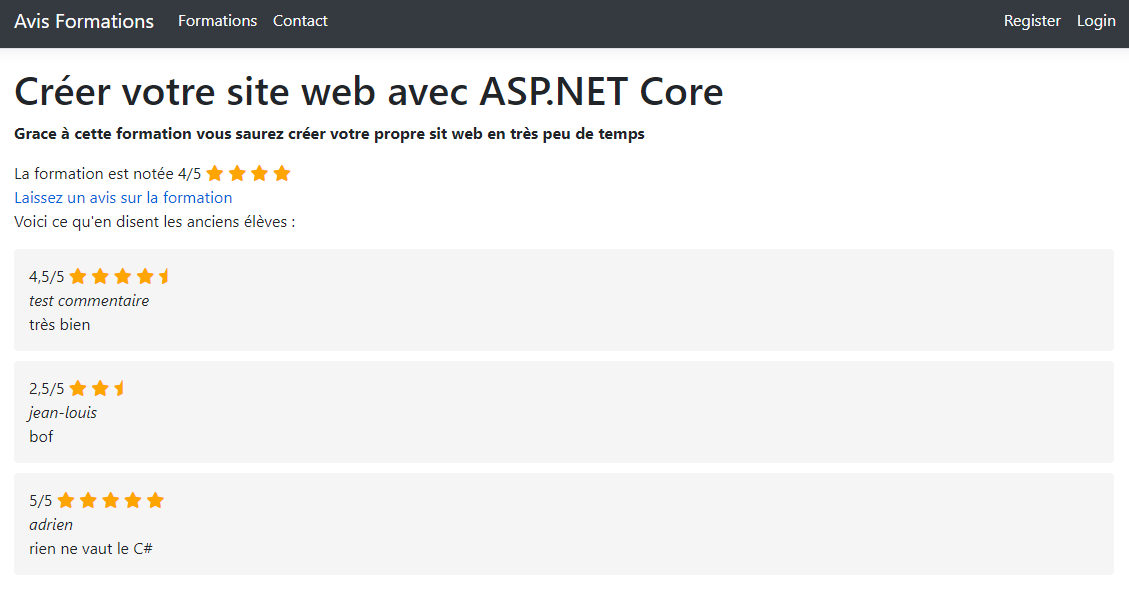 Avis Formations Formations Contact Register Login
Créer votre site web avec ASP.NET Core
Grace à cette formation vous saurez créer votre propre sit web en très peu de temps
La formation est notée 4/5
Laissez un avis sur la formation
Voici ce qu'en disent les anciens élèves :
4,5/5
test commentaire
très bien
2,5/5
jean-louis
bof
5/5
adrien
rien ne vaut le C#